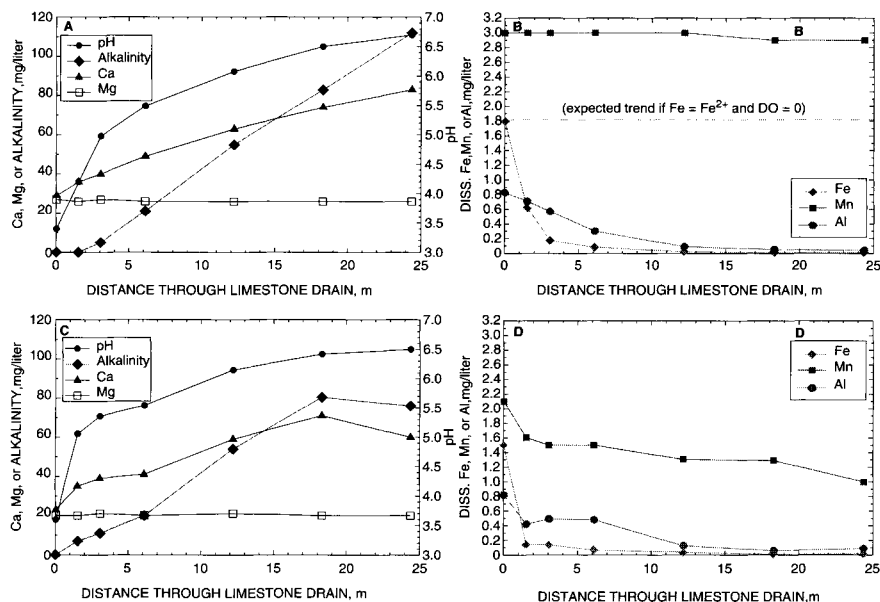 A
pH
Alkalinity
Ca
Mg
Ca, Mg, or ALKALINITY,mg/liter
120
100
80
60
40
20
0
7.0
6.5
6.0
5.5
5.0
4.5
4.0
3.5
3.0
pH
0 5 10 15 20 25
DISTANCE THROUGH LIMESTONE DRAIN, m
B B
(expected trend if Fe = Fe2+ and DO = 0)
Fe
Mn
Al
DISS. Fe,Mn, orAl,mg/liter
3.2
3.0
2.8
2.6
2.4
2.2
2.0
1.8
1.6
1.4
1.2
1.0
0.8
0.6
0.4
0.2
0
0 5 10 15 20 25
DISTANCE THROUGH LIMESTONE DRAIN, m
C
pH
Alkalinity
Ca
Mg
Ca, Mg, or ALKALINITY,mg/liter
120
100
80
60
40
20
0
7.0
6.5
6.0
5.5
5.0
4.5
4.0
3.5
3.0
pH
0 5 10 15 20 25
DISTANCE THROUGH LIMESTONE DRAIN, m
D D
Fe
Mn
Al
DISS. Fe, Mn, or Al,mg/liter
3.2
3.0
2.8
2.6
2.4
2.2
2.0
1.8
1.6
1.4
1.2
1.0
0.8
0.6
0.4
0.2
0
0 5 10 15 20 25
DISTANCE THROUGH LIMESTONE DRAIN,m